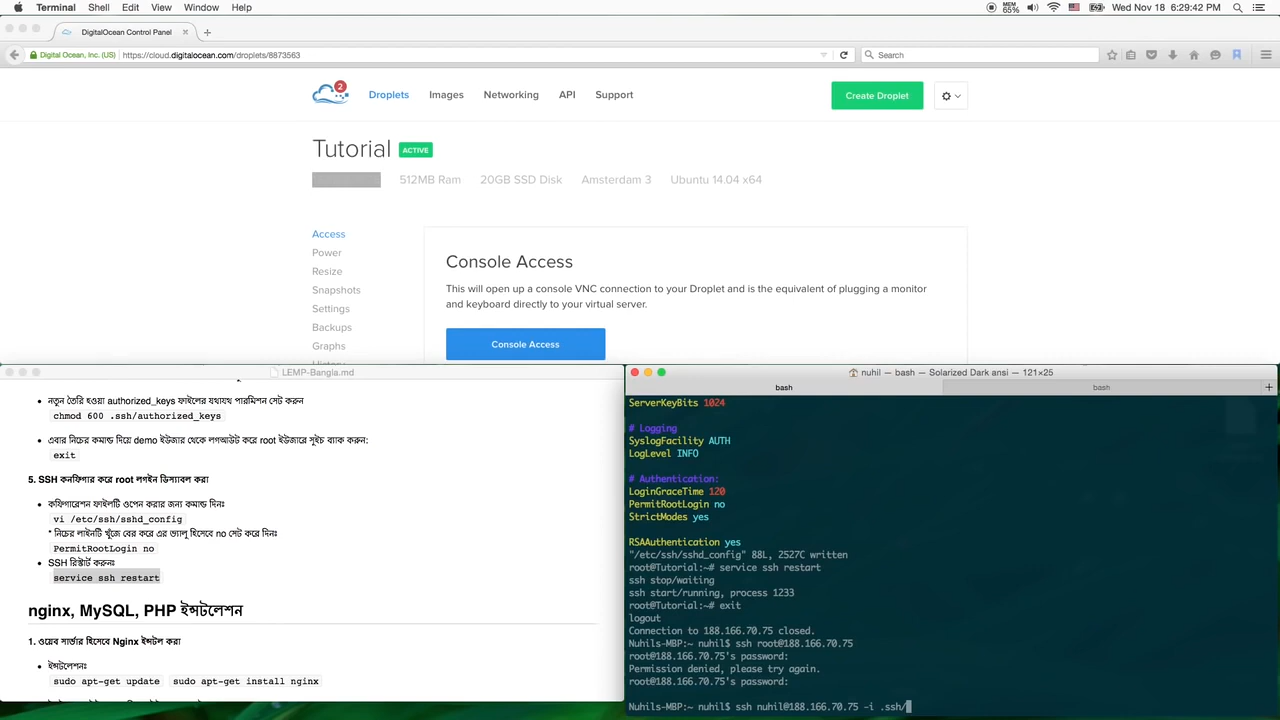 Terminal Shell Edit View Window Help
MEM 65% Wed Nov 18 6:29:42 PM
DigitalOcean Control Panel
Digital Ocean, Inc. (US) https://cloud.digitalocean.com/droplets/8873563
Search
2 Droplets Images Networking API Support Create Droplet
Tutorial ACTIVE
512MB Ram 20GB SSD Disk Amsterdam 3 Ubuntu 14.04 x64
Access
Power
Resize
Snapshots
Settings
Backups
Graphs
Console Access
This will open up a console VNC connection to your Droplet and is the equivalent of plugging a monitor
and keyboard directly to your virtual server.
Console Access
LEMP-Bangla.md
নতুন তৈরি হওয়া authorized_keys ফাইলের যথাযথ পারমিশন সেট করুন
chmod 600 .ssh/authorized_keys
এবার নিচের কমান্ড দিয়ে demo ইউজার থেকে লগআউট করে root ইউজারে সুইচ ব্যাক করুন:
exit
5. SSH কনফিগার করে root লগইন ডিস্যাবল করা
কফিগারেশন ফাইলটি ওপেন করার জন্য কমান্ড দিনঃ
vi /etc/ssh/sshd_config
* নিচের লাইনটি খুঁজে বের করে এর ভ্যালু হিসেবে no সেট করে দিনঃ
PermitRootLogin no
SSH রিস্টার্ট করুনঃ
service ssh restart
nginx, MySQL, PHP ইন্সটলেশন
1. ওয়েব সার্ভার হিসেবে Nginx ইন্সটল করা
ইন্সটলেশনঃ
sudo apt-get update sudo apt-get install nginx
nuhil — bash — Solarized Dark ansi — 121×25
bash bash
ServerKeyBits 1024
# Logging
SyslogFacility AUTH
LogLevel INFO
# Authentication:
LoginGraceTime 120
PermitRootLogin no
StrictModes yes
RSAAuthentication yes
"/etc/ssh/sshd_config" 88L, 2527C written
root@Tutorial:~# service ssh restart
ssh stop/waiting
ssh start/running, process 1233
root@Tutorial:~# exit
logout
Connection to 188.166.70.75 closed.
Nuhils-MBP:~ nuhil$ ssh root@188.166.70.75
root@188.166.70.75's password:
Permission denied, please try again.
root@188.166.70.75's password:
Nuhils-MBP:~ nuhil$ ssh nuhil@188.166.70.75 -i .ssh/